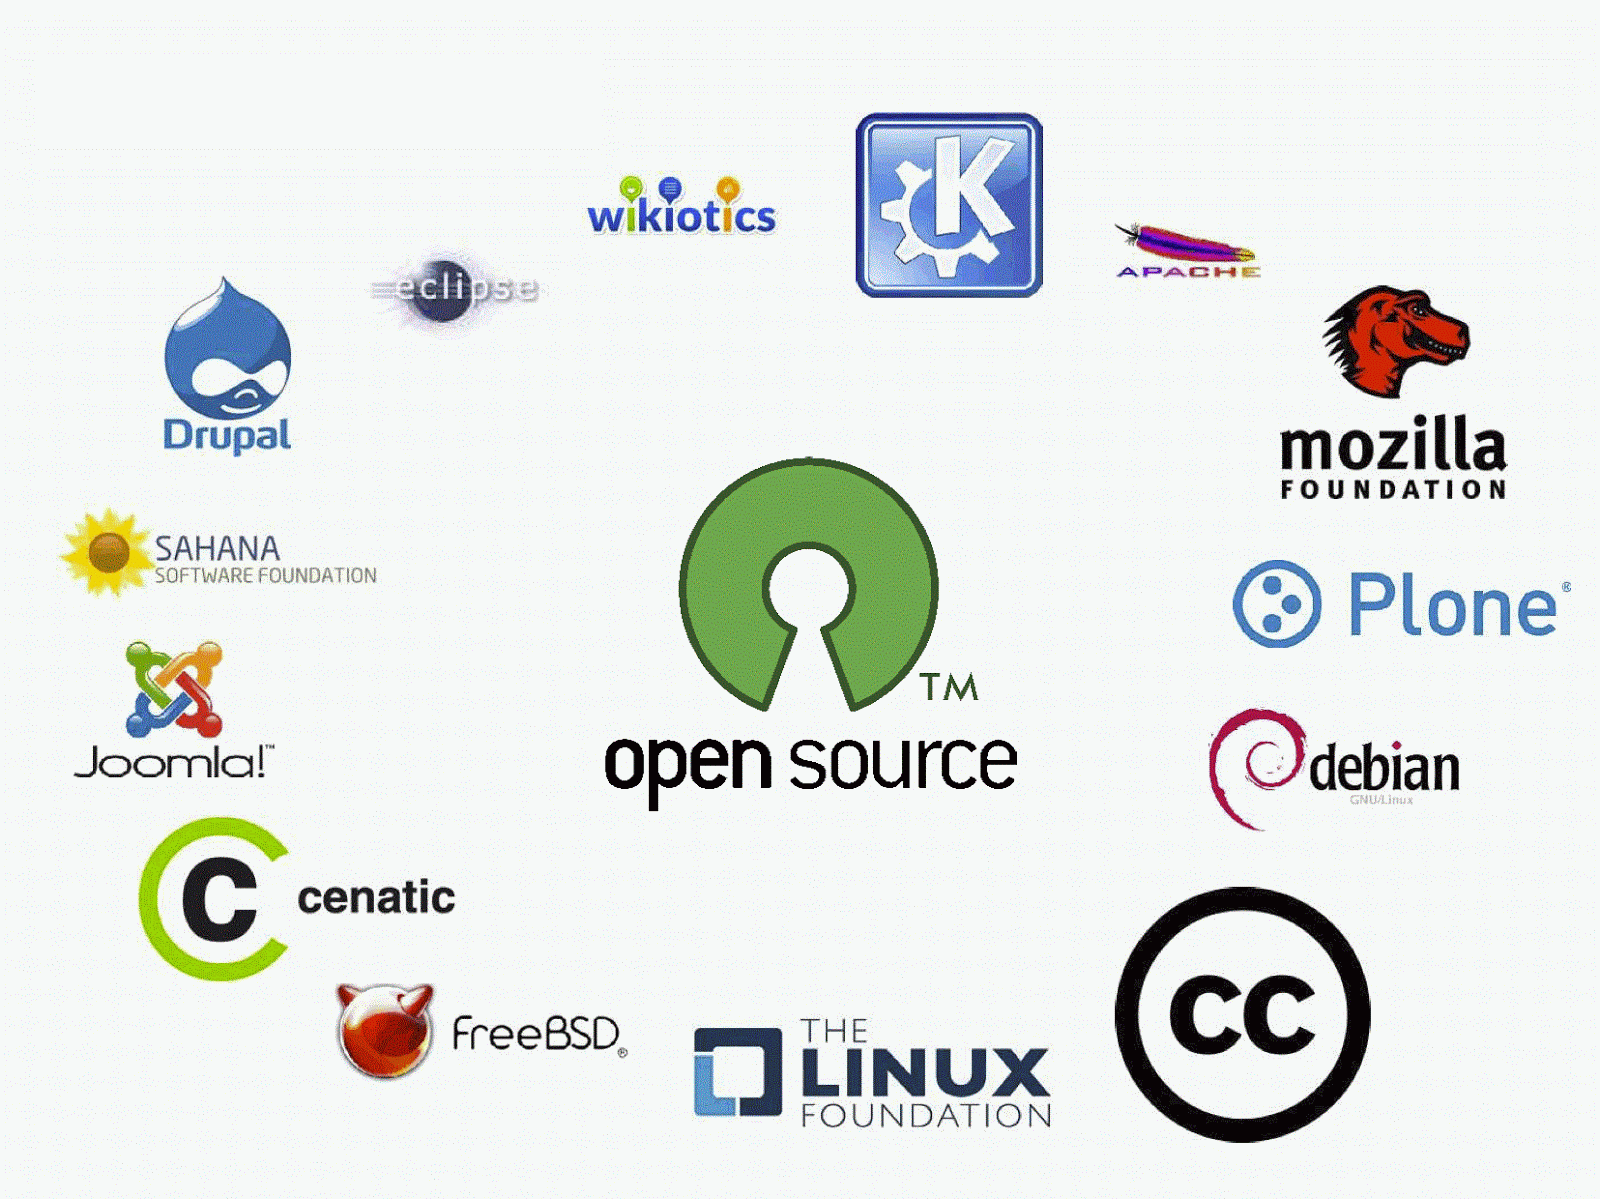 K
wikiotics
APACHE
eclipse
Drupal
mozilla
FOUNDATION
SAHANA
SOFTWARE FOUNDATION
Plone®
Joomla!™
TM
open source
debian
GNU/Linux
C cenatic
cc
FreeBSD®
THE
LINUX
FOUNDATION